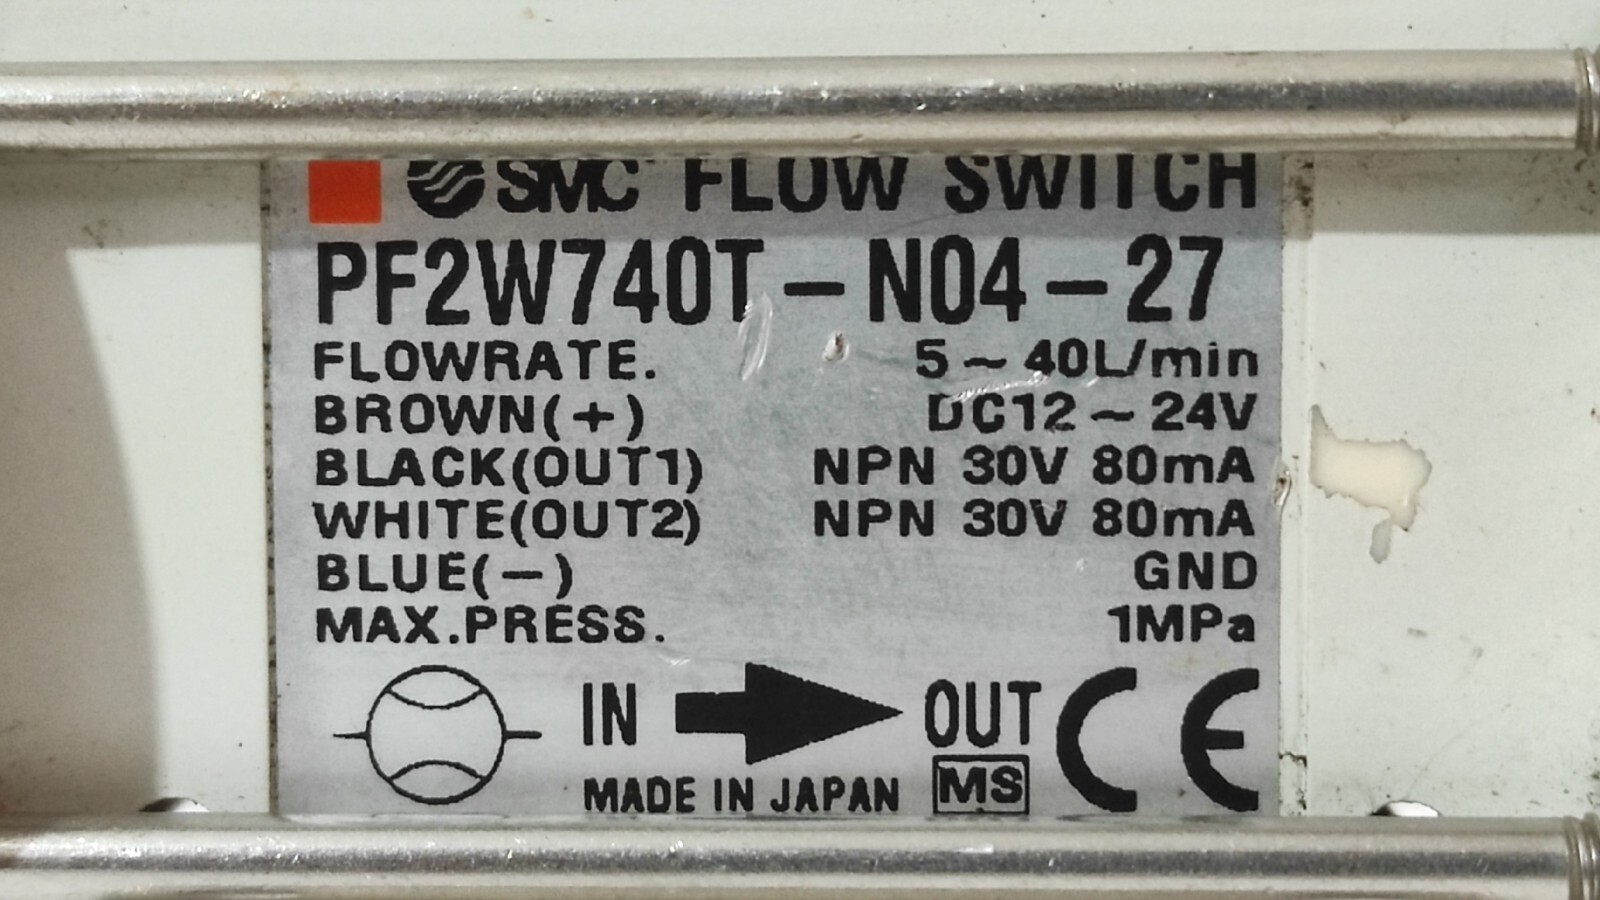 SMC FLOW SWITCH
PF2W740T-N04-27
FLOWRATE. 5~40L/min
BROWN(+) DC12~24V
BLACK(OUT1) NPN 30V 80mA
WHITE(OUT2) NPN 30V 80mA
BLUE(-) GND
MAX.PRESS. 1MPa
IN OUT CE
MADE IN JAPAN MS